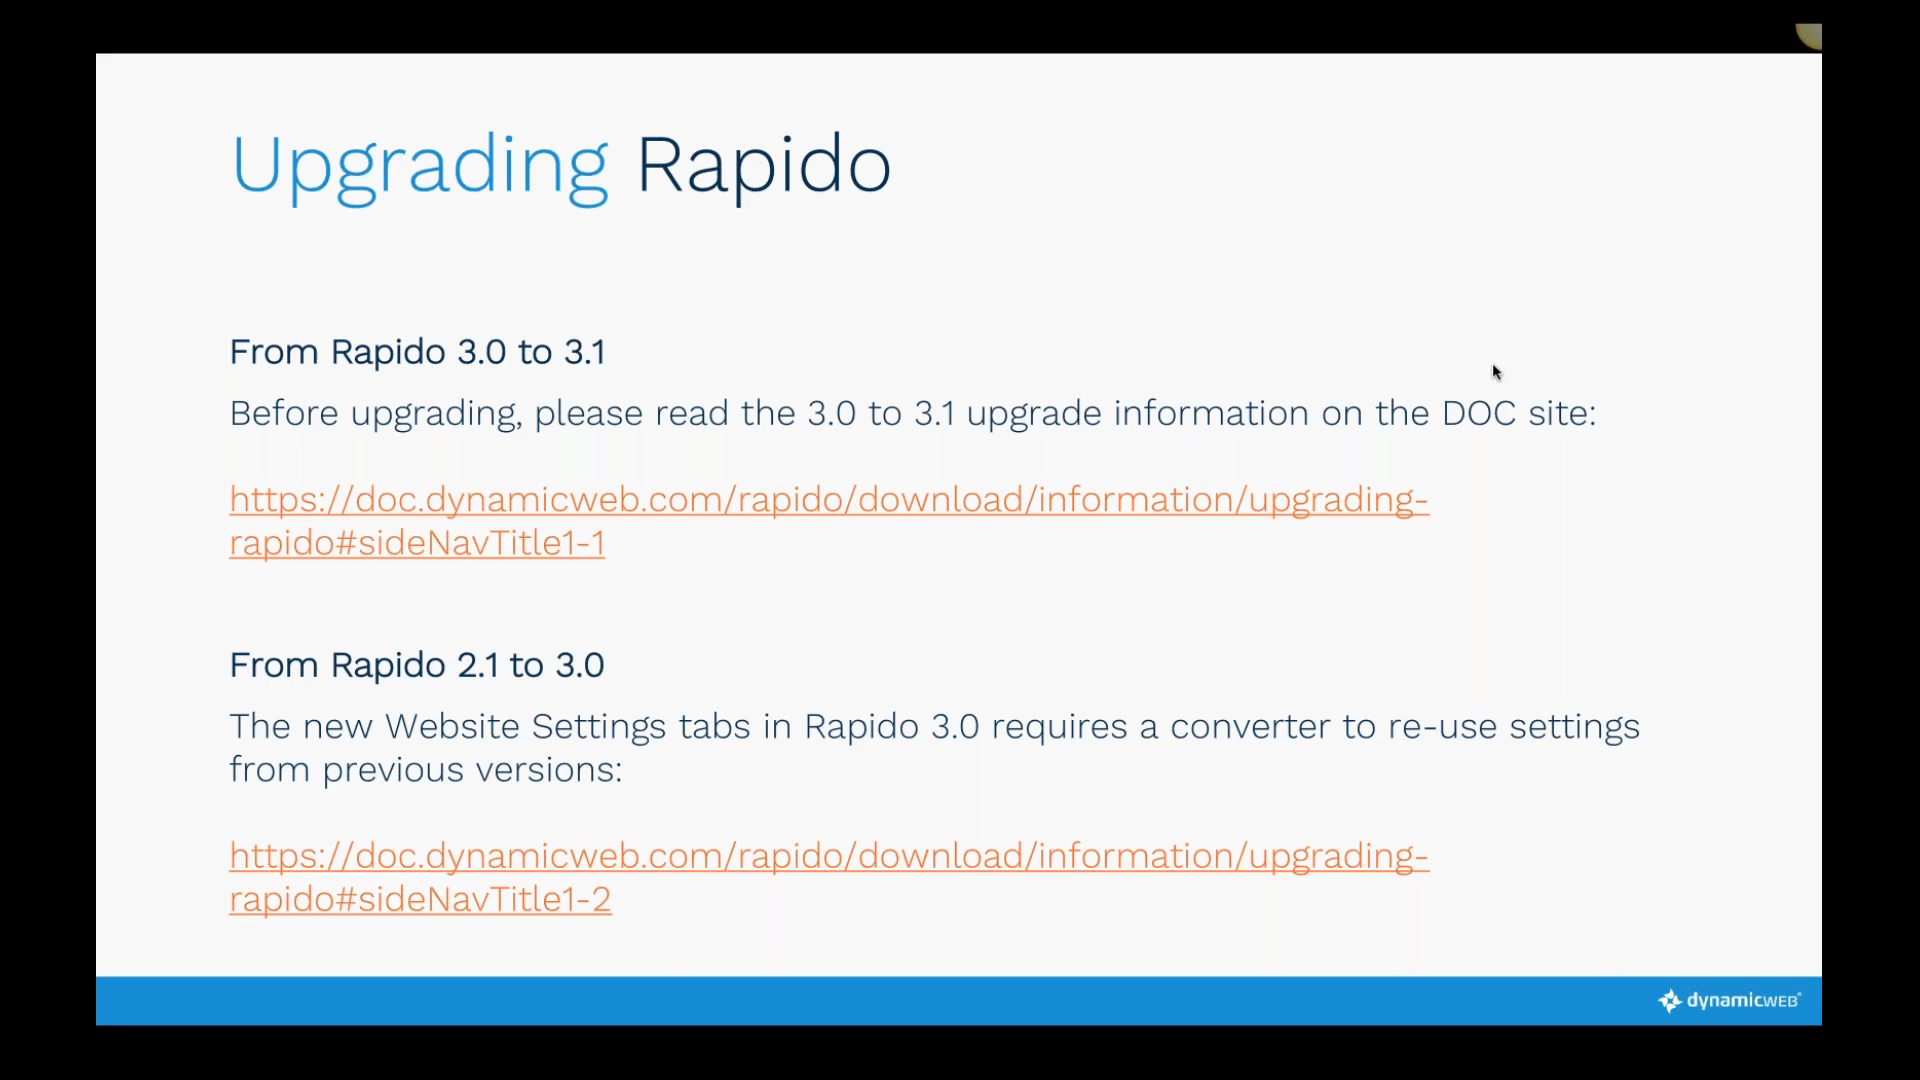 Upgrading Rapido
From Rapido 3.0 to 3.1
Before upgrading, please read the 3.0 to 3.1 upgrade information on the DOC site:
https://doc.dynamicweb.com/rapido/download/information/upgrading-
rapido#sideNavTitle1-1
From Rapido 2.1 to 3.0
The new Website Settings tabs in Rapido 3.0 requires a converter to re-use settings
from previous versions:
https://doc.dynamicweb.com/rapido/download/information/upgrading-
rapido#sideNavTitle1-2
dynamicWEB